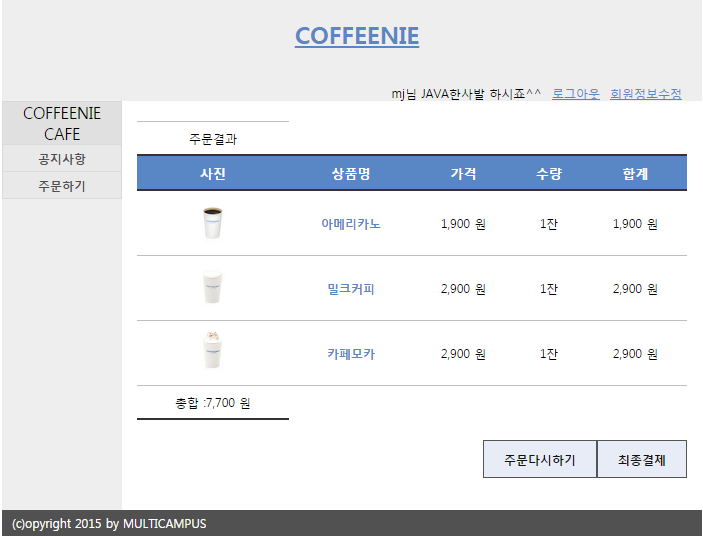 COFFEENIE
mj님 JAVA한사발 하시죠^^ 로그아웃 회원정보수정
COFFEENIE
CAFE
공지사항
주문하기
주문결과
사진 상품명 가격 수량 합계
아메리카노 1,900 원 1잔 1,900 원
밀크커피 2,900 원 1잔 2,900 원
카페모카 2,900 원 1잔 2,900 원
총합 :7,700 원
주문다시하기 최종결제
(c)opyright 2015 by MULTICAMPUS